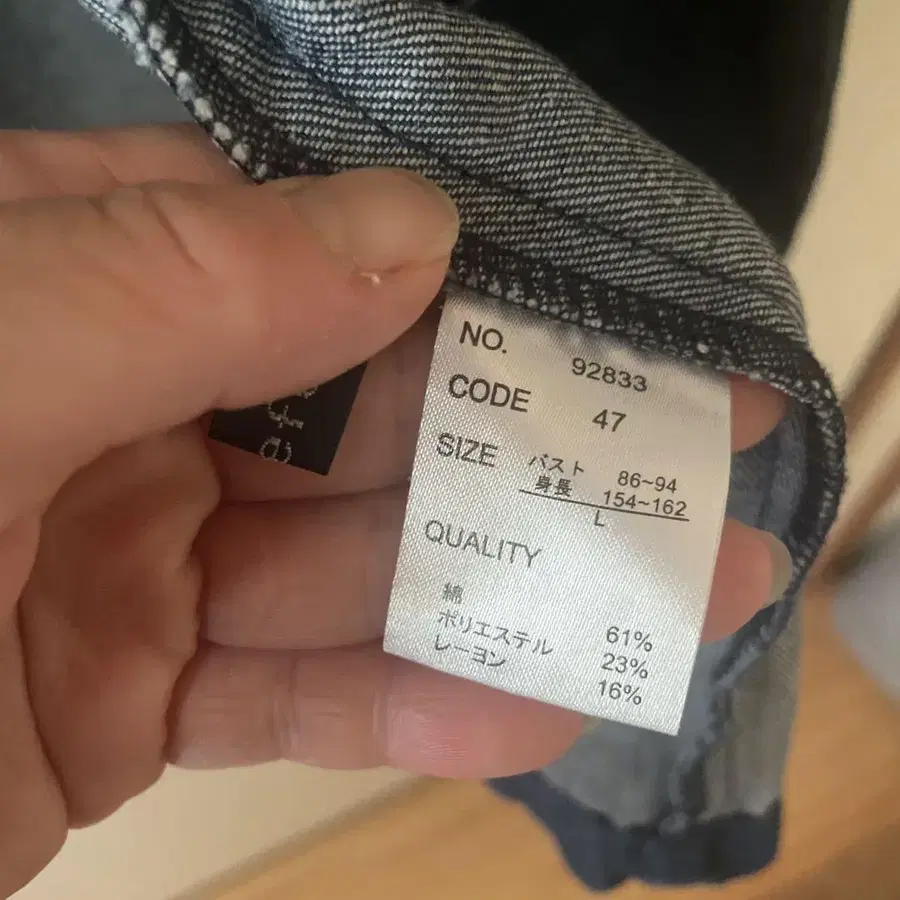 NO. 92833
CODE 47
SIZE バスト 86~94
身長 154~162
L
QUALITY
綿 61%
ポリエステル 23%
レーヨン 16%